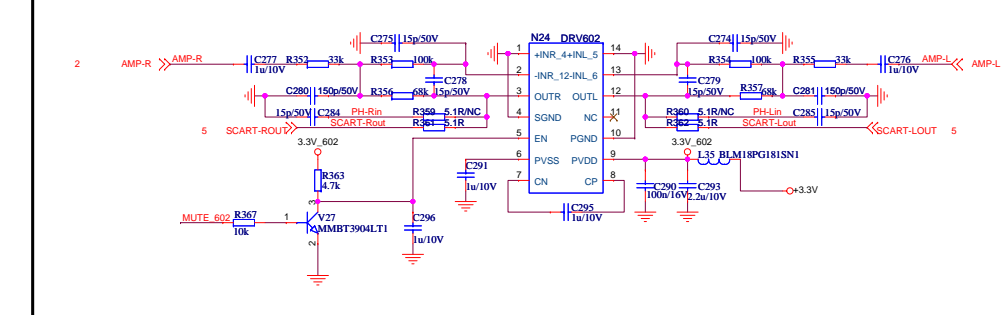 N24 DRV602
C275 15p/50V
C274 15p/50V
2 AMP-R AMP-R
C277 1u/10V
R352 33k
R353 100k
C278 15p/50V
1 +INR_4+INL_5 14
2 -INR_12-INL_6 13
3 OUTR OUTL 12
4 SGND NC 11
5 EN PGND 10
6 PVSS PVDD 9
7 CN CP 8
R354 100k
R355 33k
C276 1u/10V
AMP-L AMP-L
C279 15p/50V
C280 150p/50V
R356 68k
R357 68k
C281 150p/50V
15p/50V C284
PH-Rin
R359 5.1R/NC
R360 5.1R/NC
PH-Lin
C285 15p/50V
5 SCART-ROUT
SCART-Rout
R361 5.1R
R362 5.1R
SCART-Lout
SCART-LOUT 5
3.3V_602
3.3V_602
R363
4.7k
C291
1u/10V
L35 BLM18PG181SN1
C290
100n/16V
C293
2.2u/10V
+3.3V
C295
1u/10V
MUTE_602
R367
10k
1
3
2
V27
MMBT3904LT1
C296
1u/10V